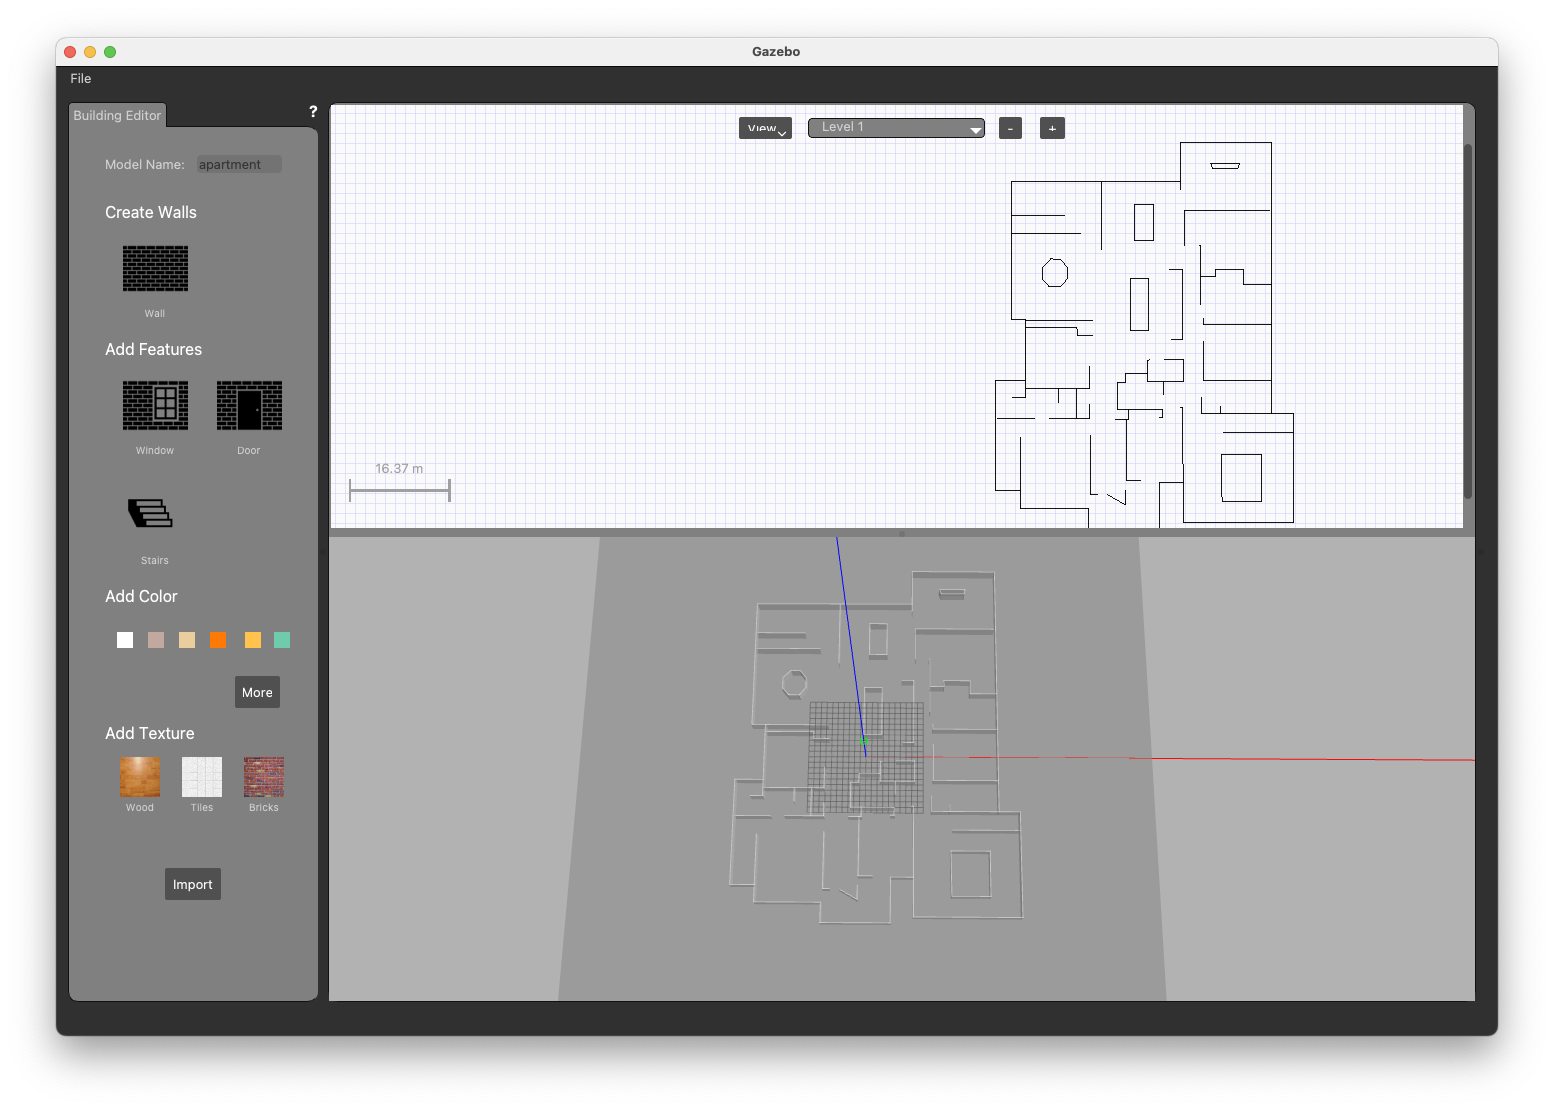 Gazebo
File
Building Editor
?
Model Name: apartment
Create Walls
Wall
Add Features
Window Door
Stairs
Add Color
More
Add Texture
Wood Tiles Bricks
Import
View Level 1 - +
16.37 m